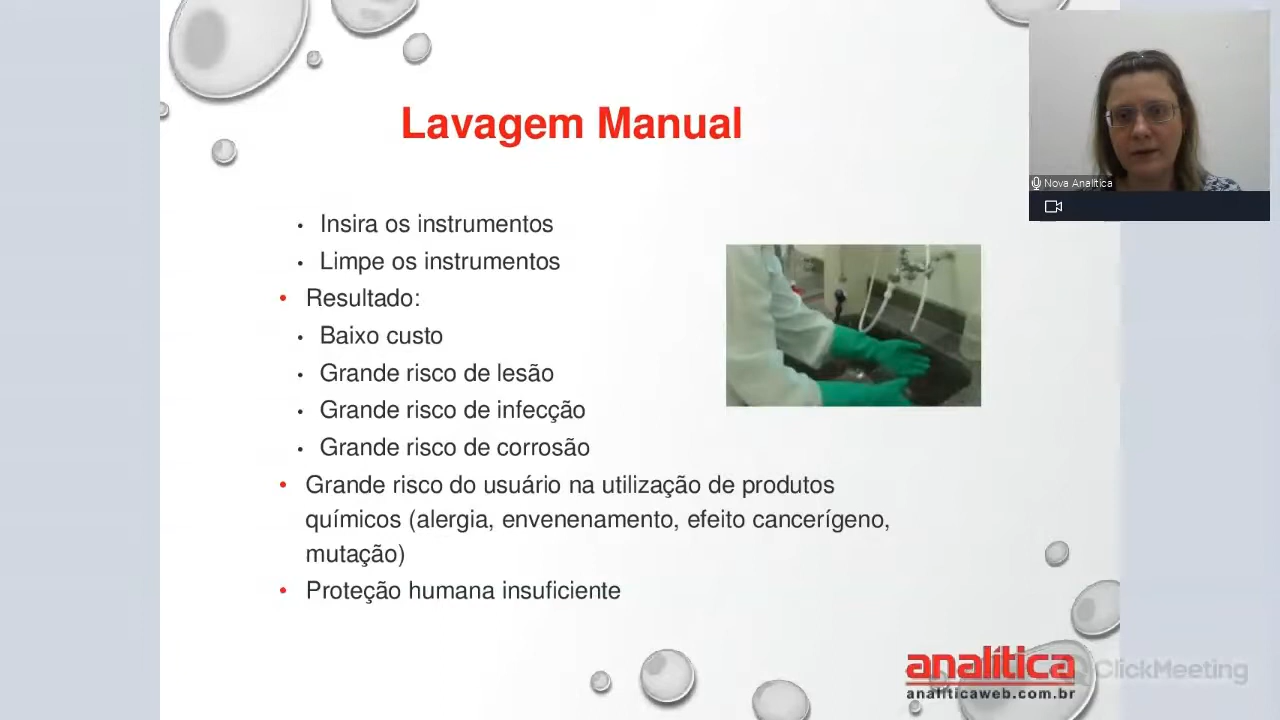 Lavagem Manual
Nova Analitica
• Insira os instrumentos
• Limpe os instrumentos
• Resultado:
• Baixo custo
• Grande risco de lesão
• Grande risco de infecção
• Grande risco de corrosão
• Grande risco do usuário na utilização de produtos
químicos (alergia, envenenamento, efeito cancerígeno,
mutação)
• Proteção humana insuficiente
analítica
analiticaweb.com.br
ClickMeeting